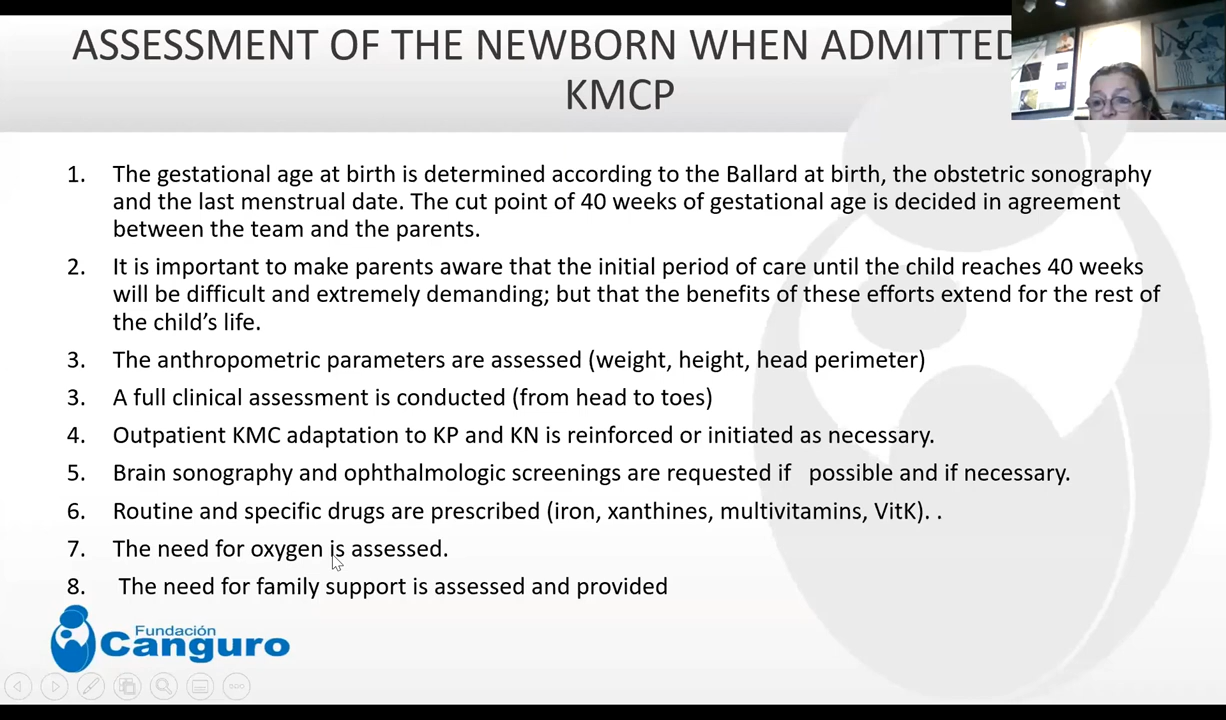 ASSESSMENT OF THE NEWBORN WHEN ADMITTED
KMCP
1. The gestational age at birth is determined according to the Ballard at birth, the obstetric sonography
and the last menstrual date. The cut point of 40 weeks of gestational age is decided in agreement
between the team and the parents.
2. It is important to make parents aware that the initial period of care until the child reaches 40 weeks
will be difficult and extremely demanding; but that the benefits of these efforts extend for the rest of
the child’s life.
3. The anthropometric parameters are assessed (weight, height, head perimeter)
3. A full clinical assessment is conducted (from head to toes)
4. Outpatient KMC adaptation to KP and KN is reinforced or initiated as necessary.
5. Brain sonography and ophthalmologic screenings are requested if   possible and if necessary.
6. Routine and specific drugs are prescribed (iron, xanthines, multivitamins, VitK). .
7. The need for oxygen is assessed.
8. The need for family support is assessed and provided
Fundación
Canguro